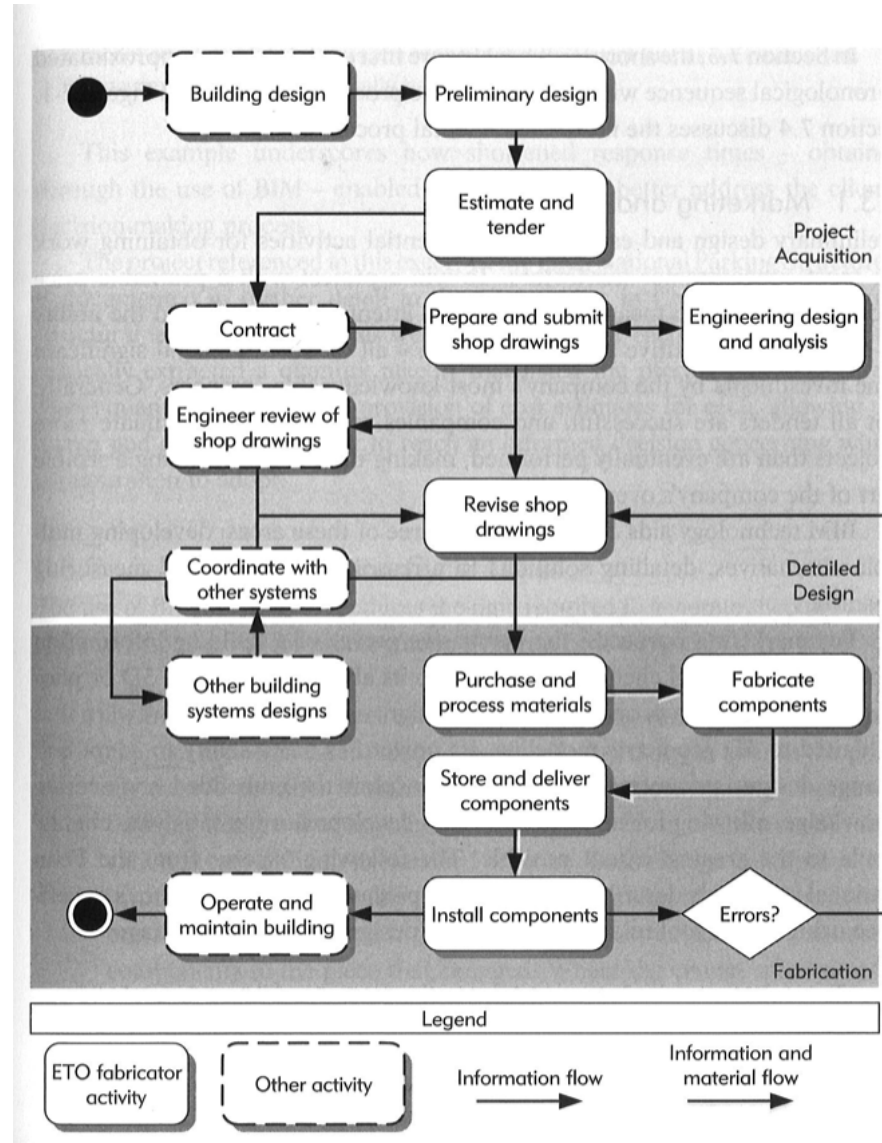 Building design
Preliminary design
Estimate and
tender
Project
Acquisition
Contract
Prepare and submit
shop drawings
Engineering design
and analysis
Engineer review of
shop drawings
Revise shop
drawings
Coordinate with
other systems
Detailed
Design
Other building
systems designs
Purchase and
process materials
Fabricate
components
Store and deliver
components
Operate and
maintain building
Install components
Errors?
Fabrication
Legend
ETO fabricator
activity
Other activity
Information flow
Information and
material flow